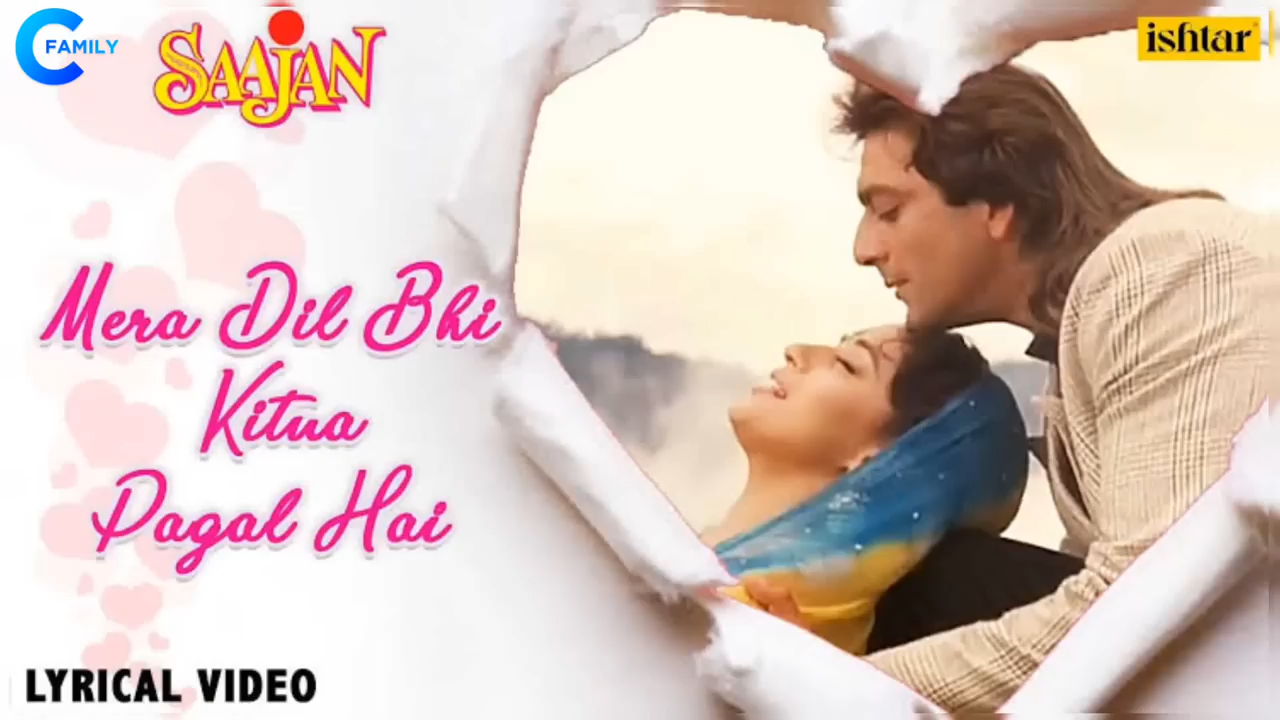 C FAMILY
SAAJAN
ishtar
Mera Dil Bhi
Kitna
Pagal Hai
LYRICAL VIDEO